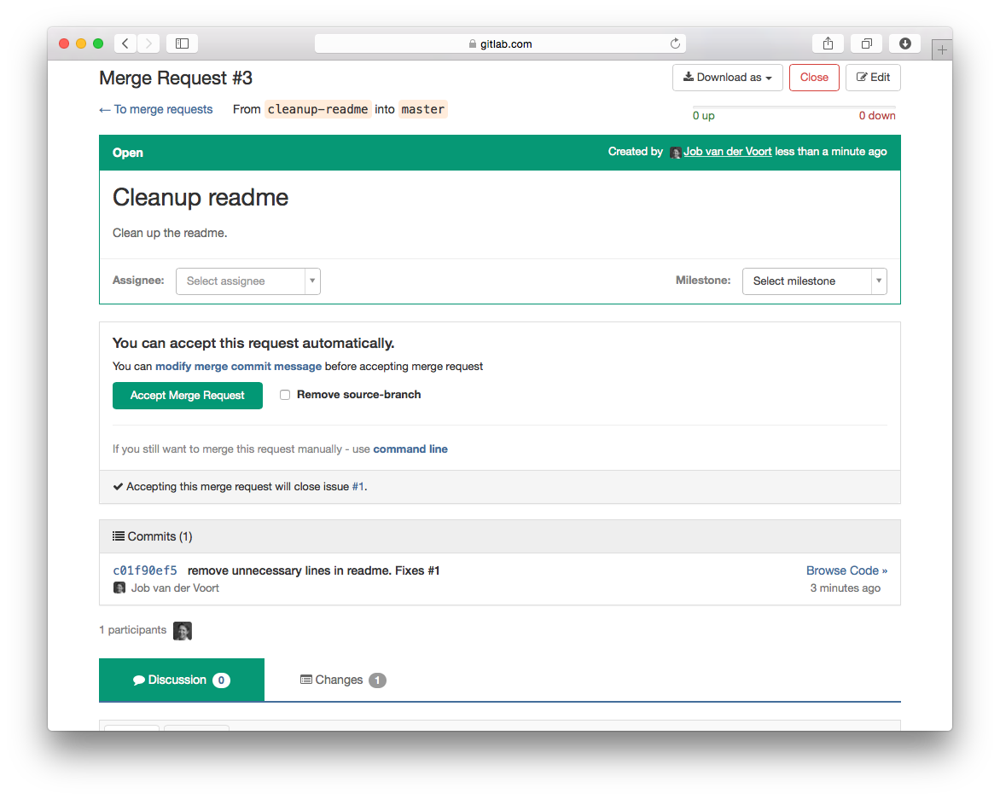 gitlab.com
Merge Request #3
Download as
Close
Edit
← To merge requests From cleanup-readme into master
0 up
0 down
Open
Created by Job van der Voort less than a minute ago
Cleanup readme
Clean up the readme.
Assignee: Select assignee
Milestone: Select milestone
You can accept this request automatically.
You can modify merge commit message before accepting merge request
Accept Merge Request
Remove source-branch
If you still want to merge this request manually - use command line
Accepting this merge request will close issue #1.
Commits (1)
c01f90ef5 remove unnecessary lines in readme. Fixes #1
Browse Code »
Job van der Voort
3 minutes ago
1 participants
Discussion 0
Changes 1